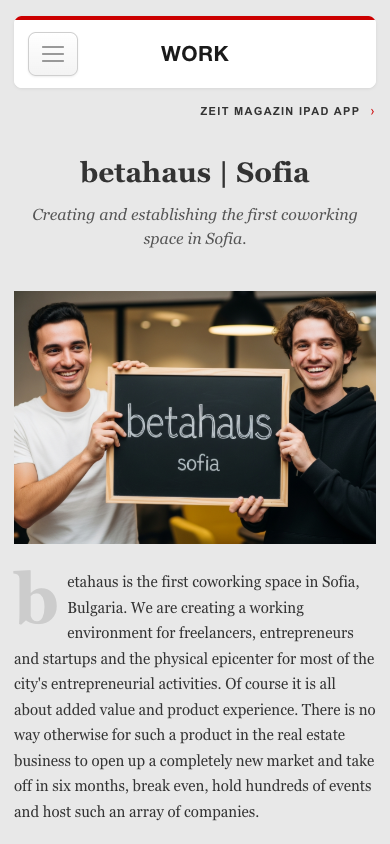 WORK
ZEIT MAGAZIN IPAD APP ›
betahaus | Sofia
Creating and establishing the first coworking
space in Sofia.
betahaus
sofia
betahaus is the first coworking space in Sofia,
Bulgaria. We are creating a working
environment for freelancers, entrepreneurs
and startups and the physical epicenter for most of the
city's entrepreneurial activities. Of course it is all
about added value and product experience. There is no
way otherwise for such a product in the real estate
business to open up a completely new market and take
off in six months, break even, hold hundreds of events
and host such an array of companies.